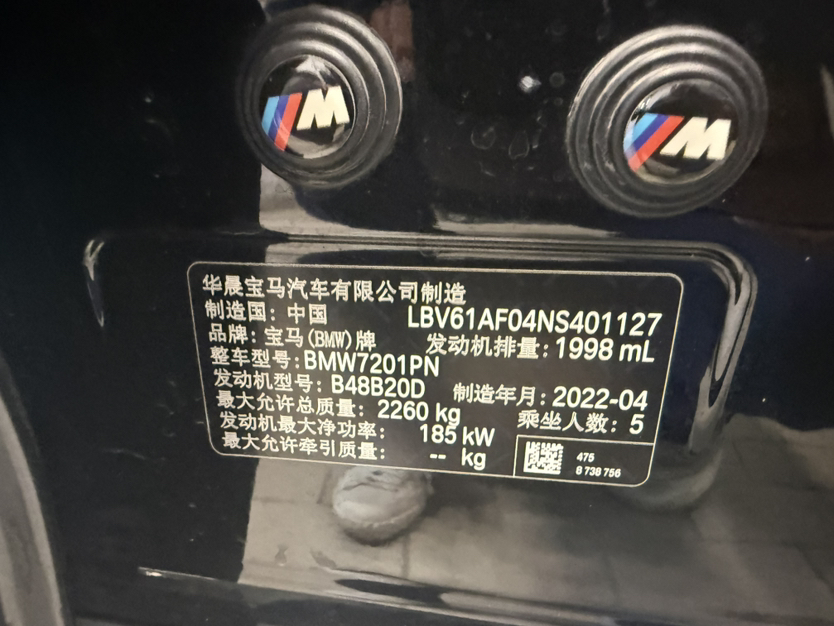 M
M
华晨宝马汽车有限公司制造
制造国：中国 LBV61AF04NS401127
品牌：宝马(BMW)牌 发动机排量：1998 mL
整车型号：BMW7201PN
发动机型号：B48B20D 制造年月：2022-04
最大允许总质量：2260 kg 乘坐人数：5
发动机最大净功率：185 kW
最大允许牵引质量：-- kg
475
8 738 756